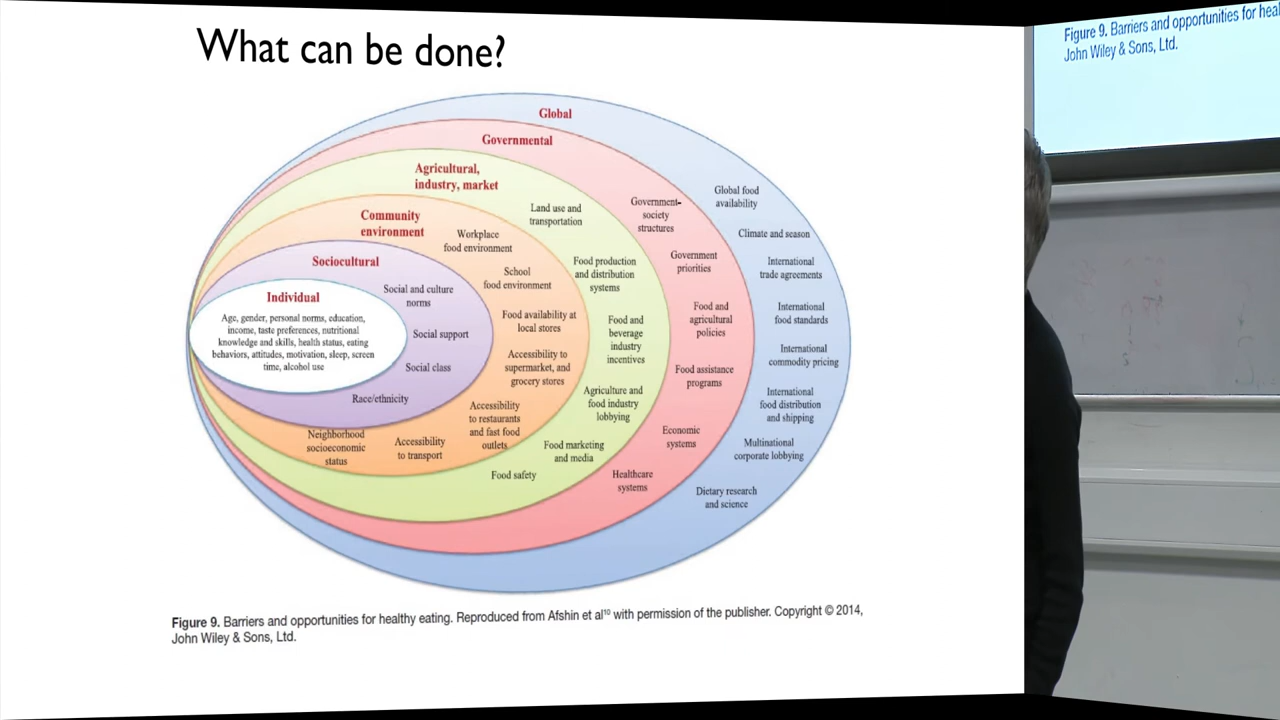 What can be done?
Global
Governmental
Agricultural,
industry, market
Community
environment
Sociocultural
Individual
Age, gender, personal norms, education,
income, taste preferences, nutritional
knowledge and skills, health status, eating
behaviors, attitudes, motivation, sleep, screen
time, alcohol use
Social and culture
norms
Social support
Social class
Race/ethnicity
Workplace
food environment
School
food environment
Food availability at
local stores
Accessibility to
supermarket, and
grocery stores
Accessibility
to restaurants
and fast food
outlets
Accessibility
to transport
Neighborhood
socioeconomic
status
Land use and
transportation
Food production
and distribution
systems
Food and
beverage
industry
incentives
Agriculture and
food industry
lobbying
Food marketing
and media
Food safety
Government-
society
structures
Government
priorities
Food and
agricultural
policies
Food assistance
programs
Economic
systems
Healthcare
systems
Global food
availability
Climate and season
International
trade agreements
International
food standards
International
commodity pricing
International
food distribution
and shipping
Multinational
corporate lobbying
Dietary research
and science
Figure 9. Barriers and opportunities for healthy eating. Reproduced from Afshin et al¹⁰ with permission of the publisher. Copyright © 2014,
John Wiley & Sons, Ltd.
Figure 9. Barriers and opportunities for heal
John Wiley & Sons, Ltd.